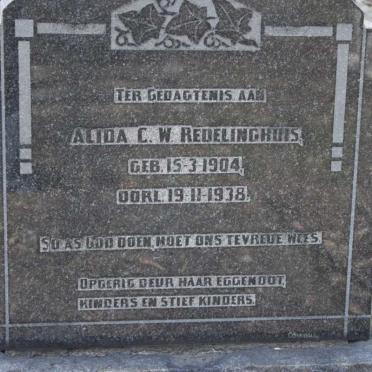 TER GEDAGTENIS AAN
ALIDA C. W. REDELINGHUIS,
GEB. 15-3-1904,
OORL. 19-11-1938.
SO AS GOD DOEN, MOET ONS TEVREDE WEES.
OPGERIG DEUR HAAR EGGENOOT,
KINDERS EN STIEF KINDERS.